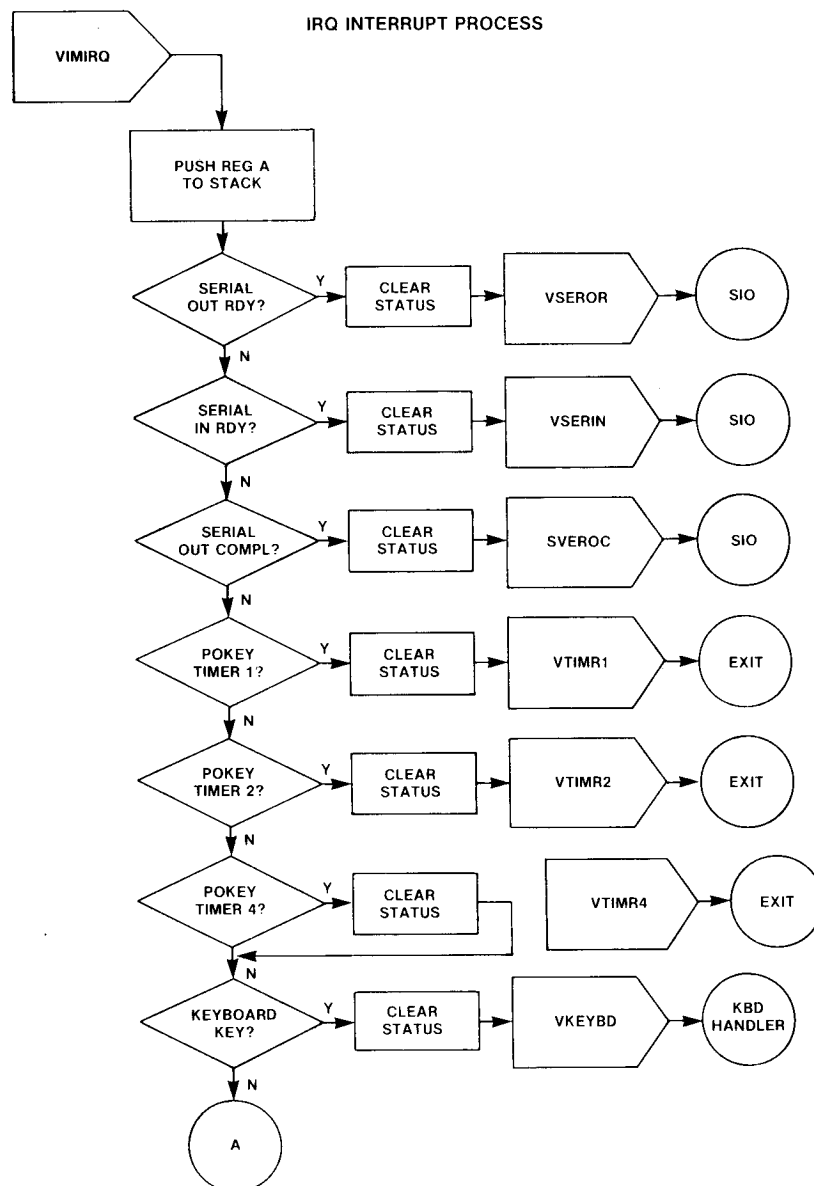 IRQ INTERRUPT PROCESS
VIMIRQ
PUSH REG A
TO STACK
SERIAL
OUT RDY?
Y
CLEAR
STATUS
VSEROR
SIO
N
SERIAL
IN RDY?
Y
CLEAR
STATUS
VSERIN
SIO
N
SERIAL
OUT COMPL?
Y
CLEAR
STATUS
SVEROC
SIO
N
POKEY
TIMER 1?
Y
CLEAR
STATUS
VTIMR1
EXIT
N
POKEY
TIMER 2?
Y
CLEAR
STATUS
VTIMR2
EXIT
N
POKEY
TIMER 4?
Y
CLEAR
STATUS
VTIMR4
EXIT
N
KEYBOARD
KEY?
Y
CLEAR
STATUS
VKEYBD
KBD
HANDLER
N
A